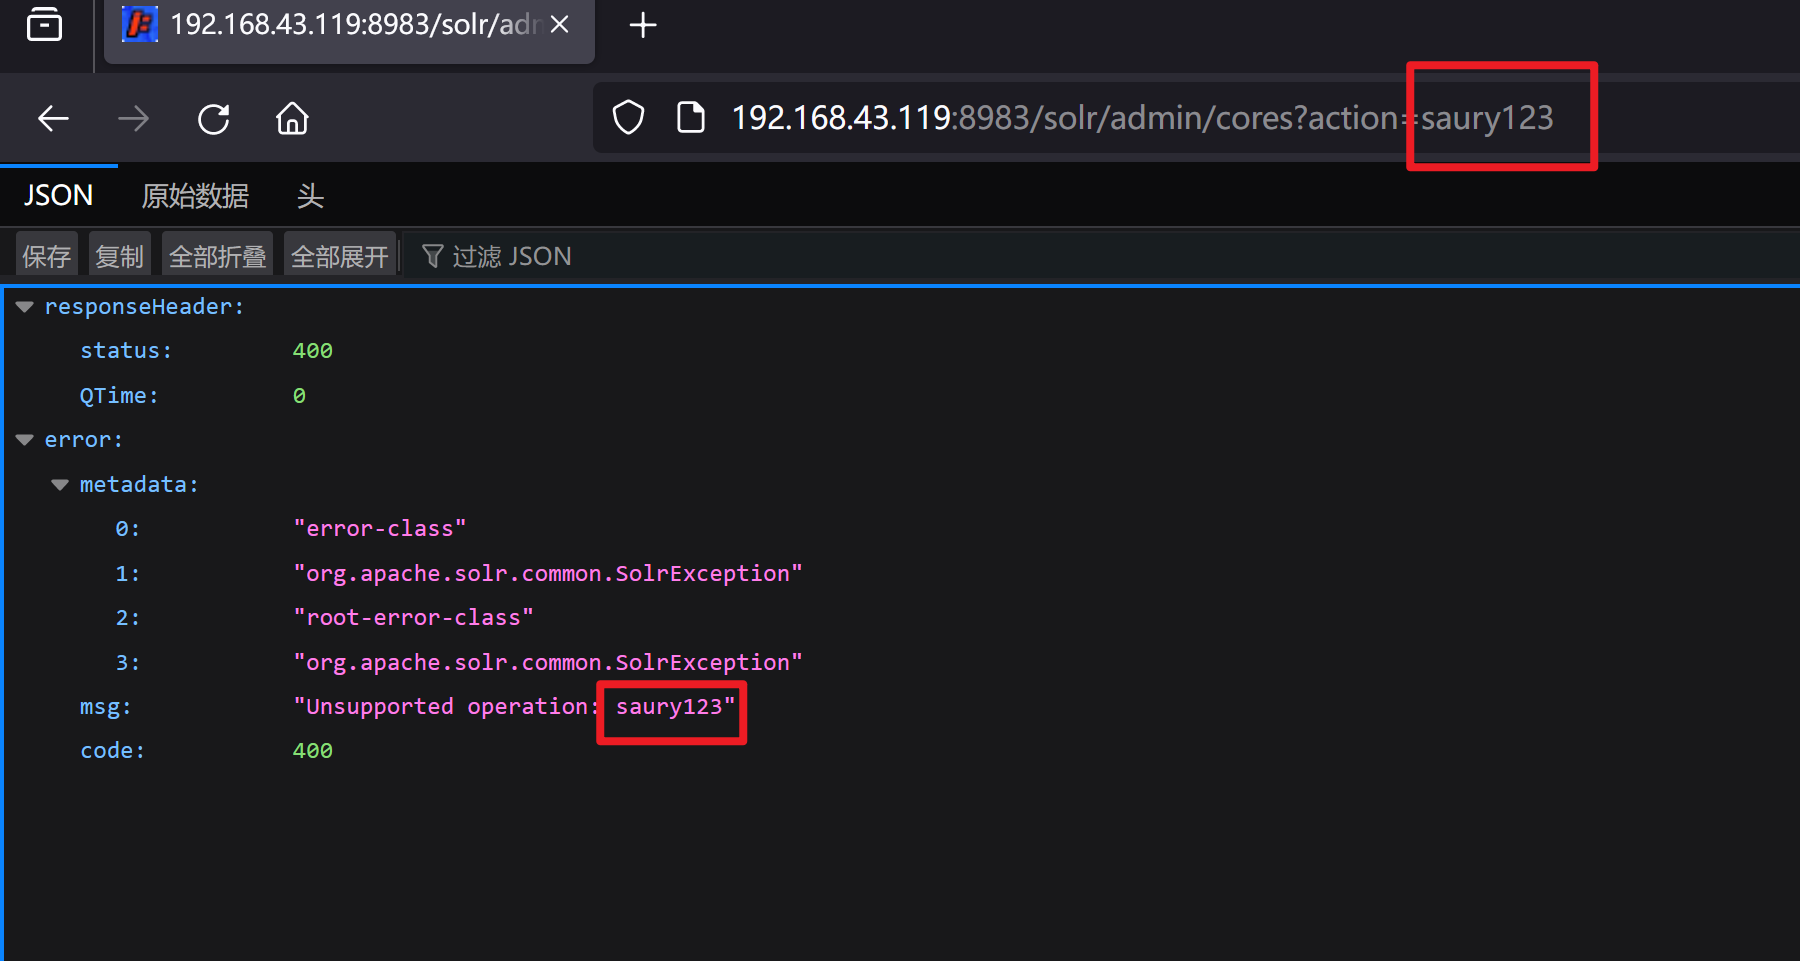 192.168.43.119:8983/solr/adm
192.168.43.119:8983/solr/admin/cores?action=saury123
JSON 原始数据 头
保存 复制 全部折叠 全部展开 过滤 JSON
responseHeader:
status: 400
QTime: 0
error:
metadata:
0: "error-class"
1: "org.apache.solr.common.SolrException"
2: "root-error-class"
3: "org.apache.solr.common.SolrException"
msg: "Unsupported operation: saury123"
code: 400